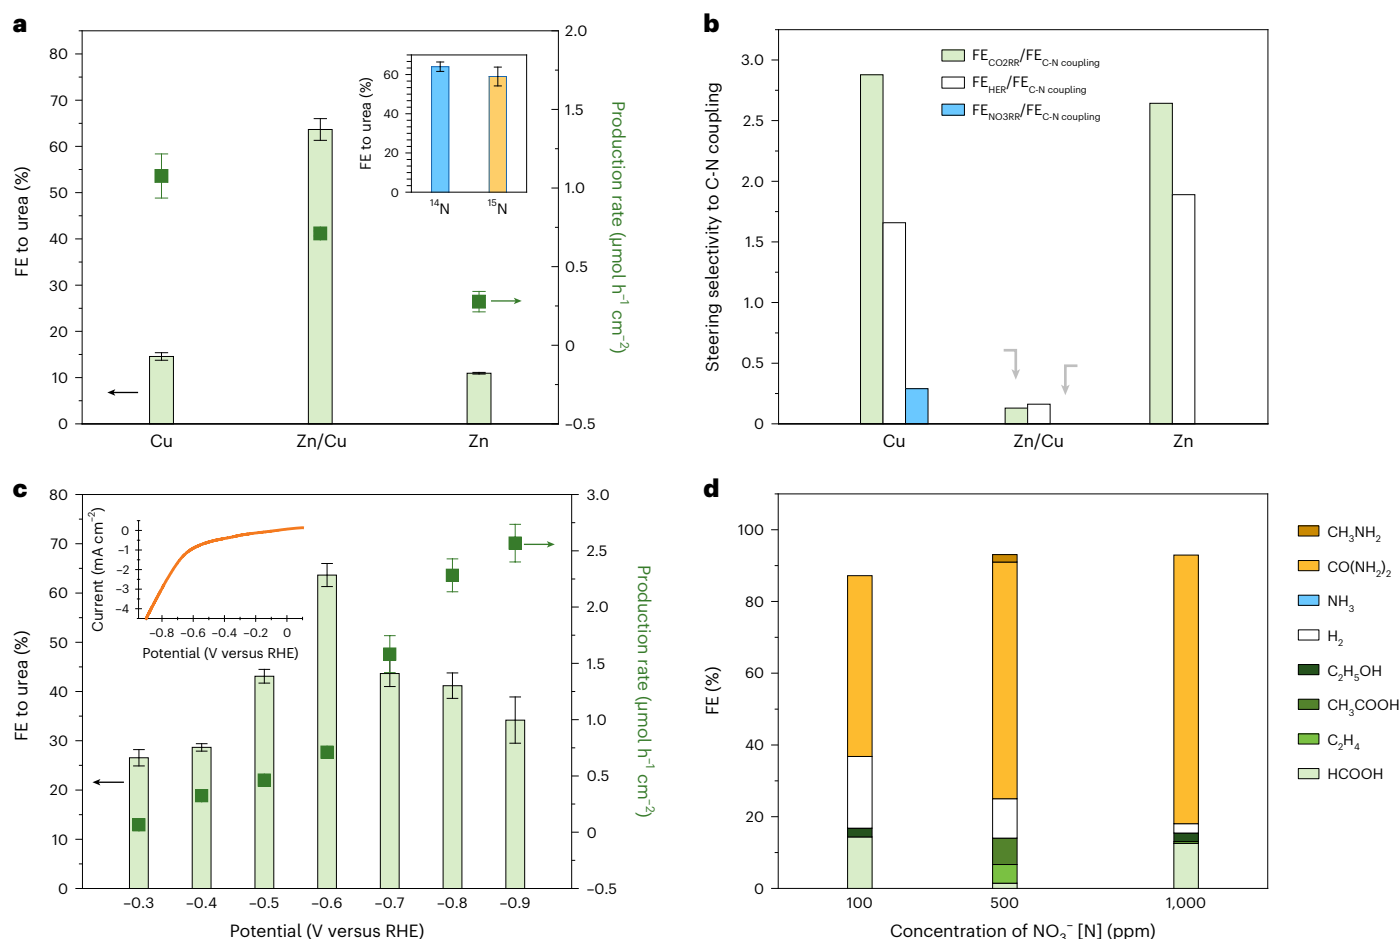 a
80
70
60
50
40
30
20
10
0
FE to urea (%)
Cu
Zn/Cu
Zn
2.0
1.5
1.0
0.5
0
−0.5
Production rate (μmol h⁻¹ cm⁻²)
60
40
20
0
FE to urea (%)
¹⁴N
¹⁵N
b
3.0
2.5
2.0
1.5
1.0
0.5
0
Steering selectivity to C-N coupling
FE_CO2RR/FE_C-N coupling
FE_HER/FE_C-N coupling
FE_NO3RR/FE_C-N coupling
Cu
Zn/Cu
Zn
c
80
70
60
50
40
30
20
10
0
FE to urea (%)
−0.3
−0.4
−0.5
−0.6
−0.7
−0.8
−0.9
Potential (V versus RHE)
3.0
2.5
2.0
1.5
1.0
0.5
0
−0.5
Production rate (μmol h⁻¹ cm⁻²)
0
−1
−2
−3
−4
Current (mA cm⁻²)
−0.8
−0.6
−0.4
−0.2
0
Potential (V versus RHE)
d
100
80
60
40
20
0
FE (%)
100
500
1,000
Concentration of NO₃⁻ [N] (ppm)
CH₃NH₂
CO(NH₂)₂
NH₃
H₂
C₂H₅OH
CH₃COOH
C₂H₄
HCOOH